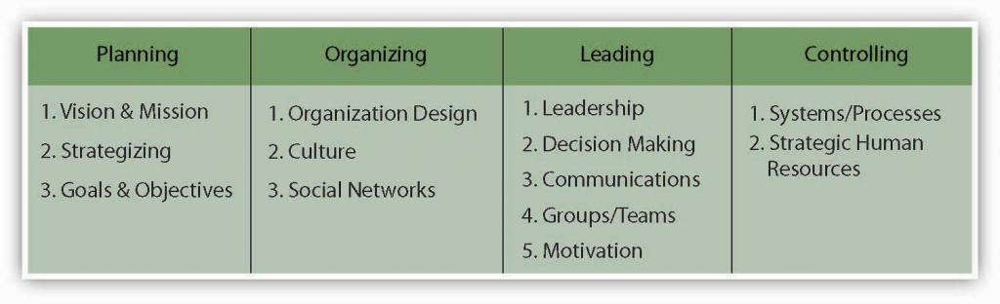 Planning
1. Vision & Mission
2. Strategizing
3. Goals & Objectives
Organizing
1. Organization Design
2. Culture
3. Social Networks
Leading
1. Leadership
2. Decision Making
3. Communications
4. Groups/Teams
5. Motivation
Controlling
1. Systems/Processes
2. Strategic Human
Resources